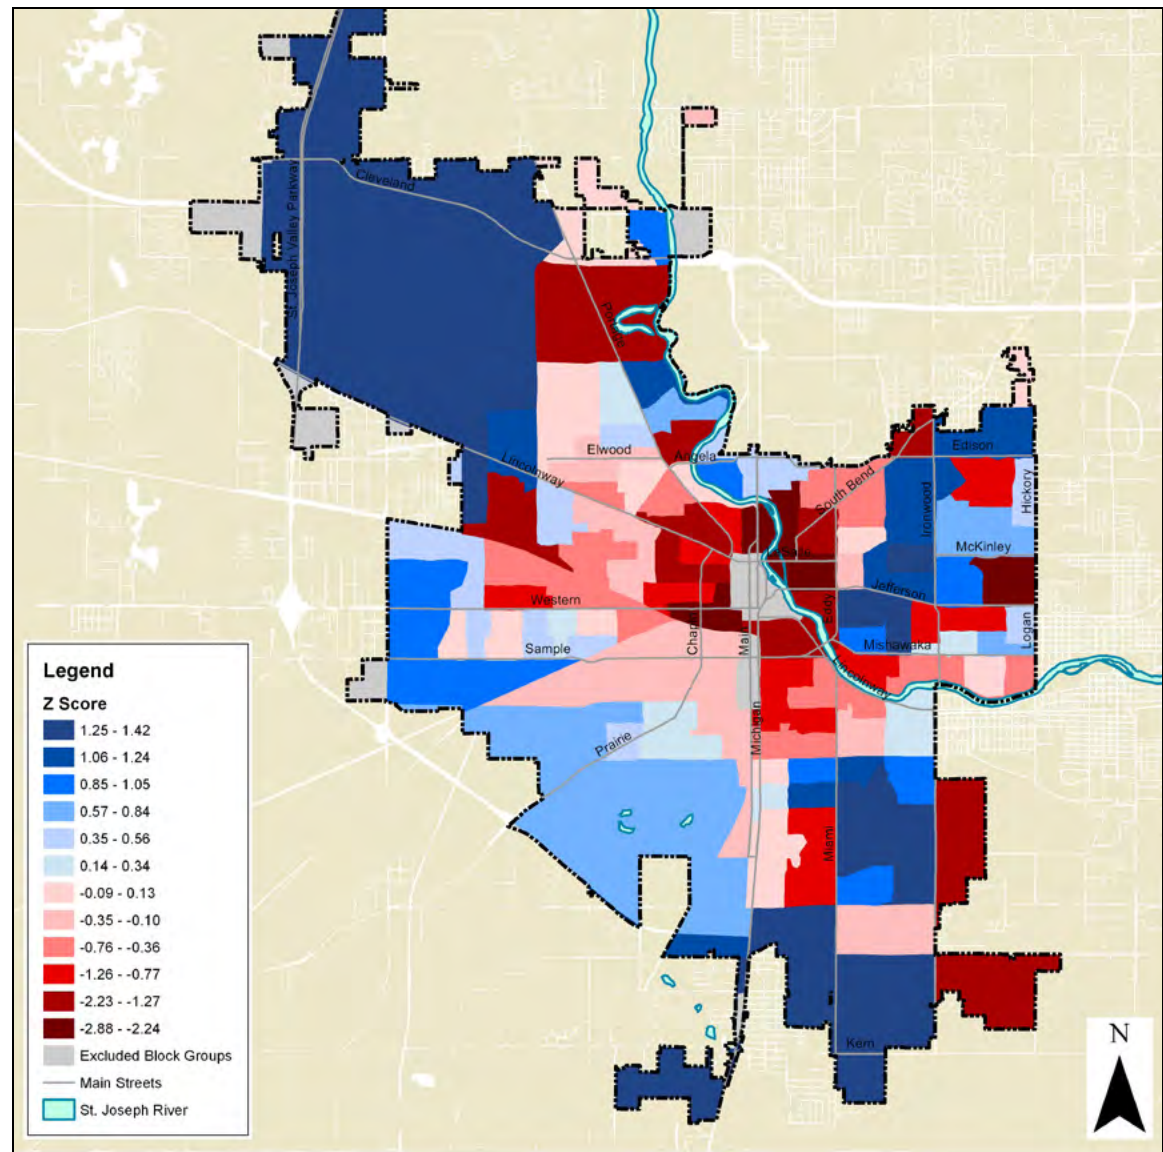 Cleveland
St. Joseph Valley Parkway
Portage
Elwood
Angela
Lincolnway
South Bend
Edison
Hickory
Ironwood
McKinley
LaSalle
Jefferson
Western
Eddy
Chapin
Main
Sample
Mishawaka
Logan
Lincolnway
Prairie
Michigan
Miami
Kern
Legend
Z Score
1.25 - 1.42
1.06 - 1.24
0.85 - 1.05
0.57 - 0.84
0.35 - 0.56
0.14 - 0.34
-0.09 - 0.13
-0.35 - -0.10
-0.76 - -0.36
-1.26 - -0.77
-2.23 - -1.27
-2.88 - -2.24
Excluded Block Groups
Main Streets
St. Joseph River
N